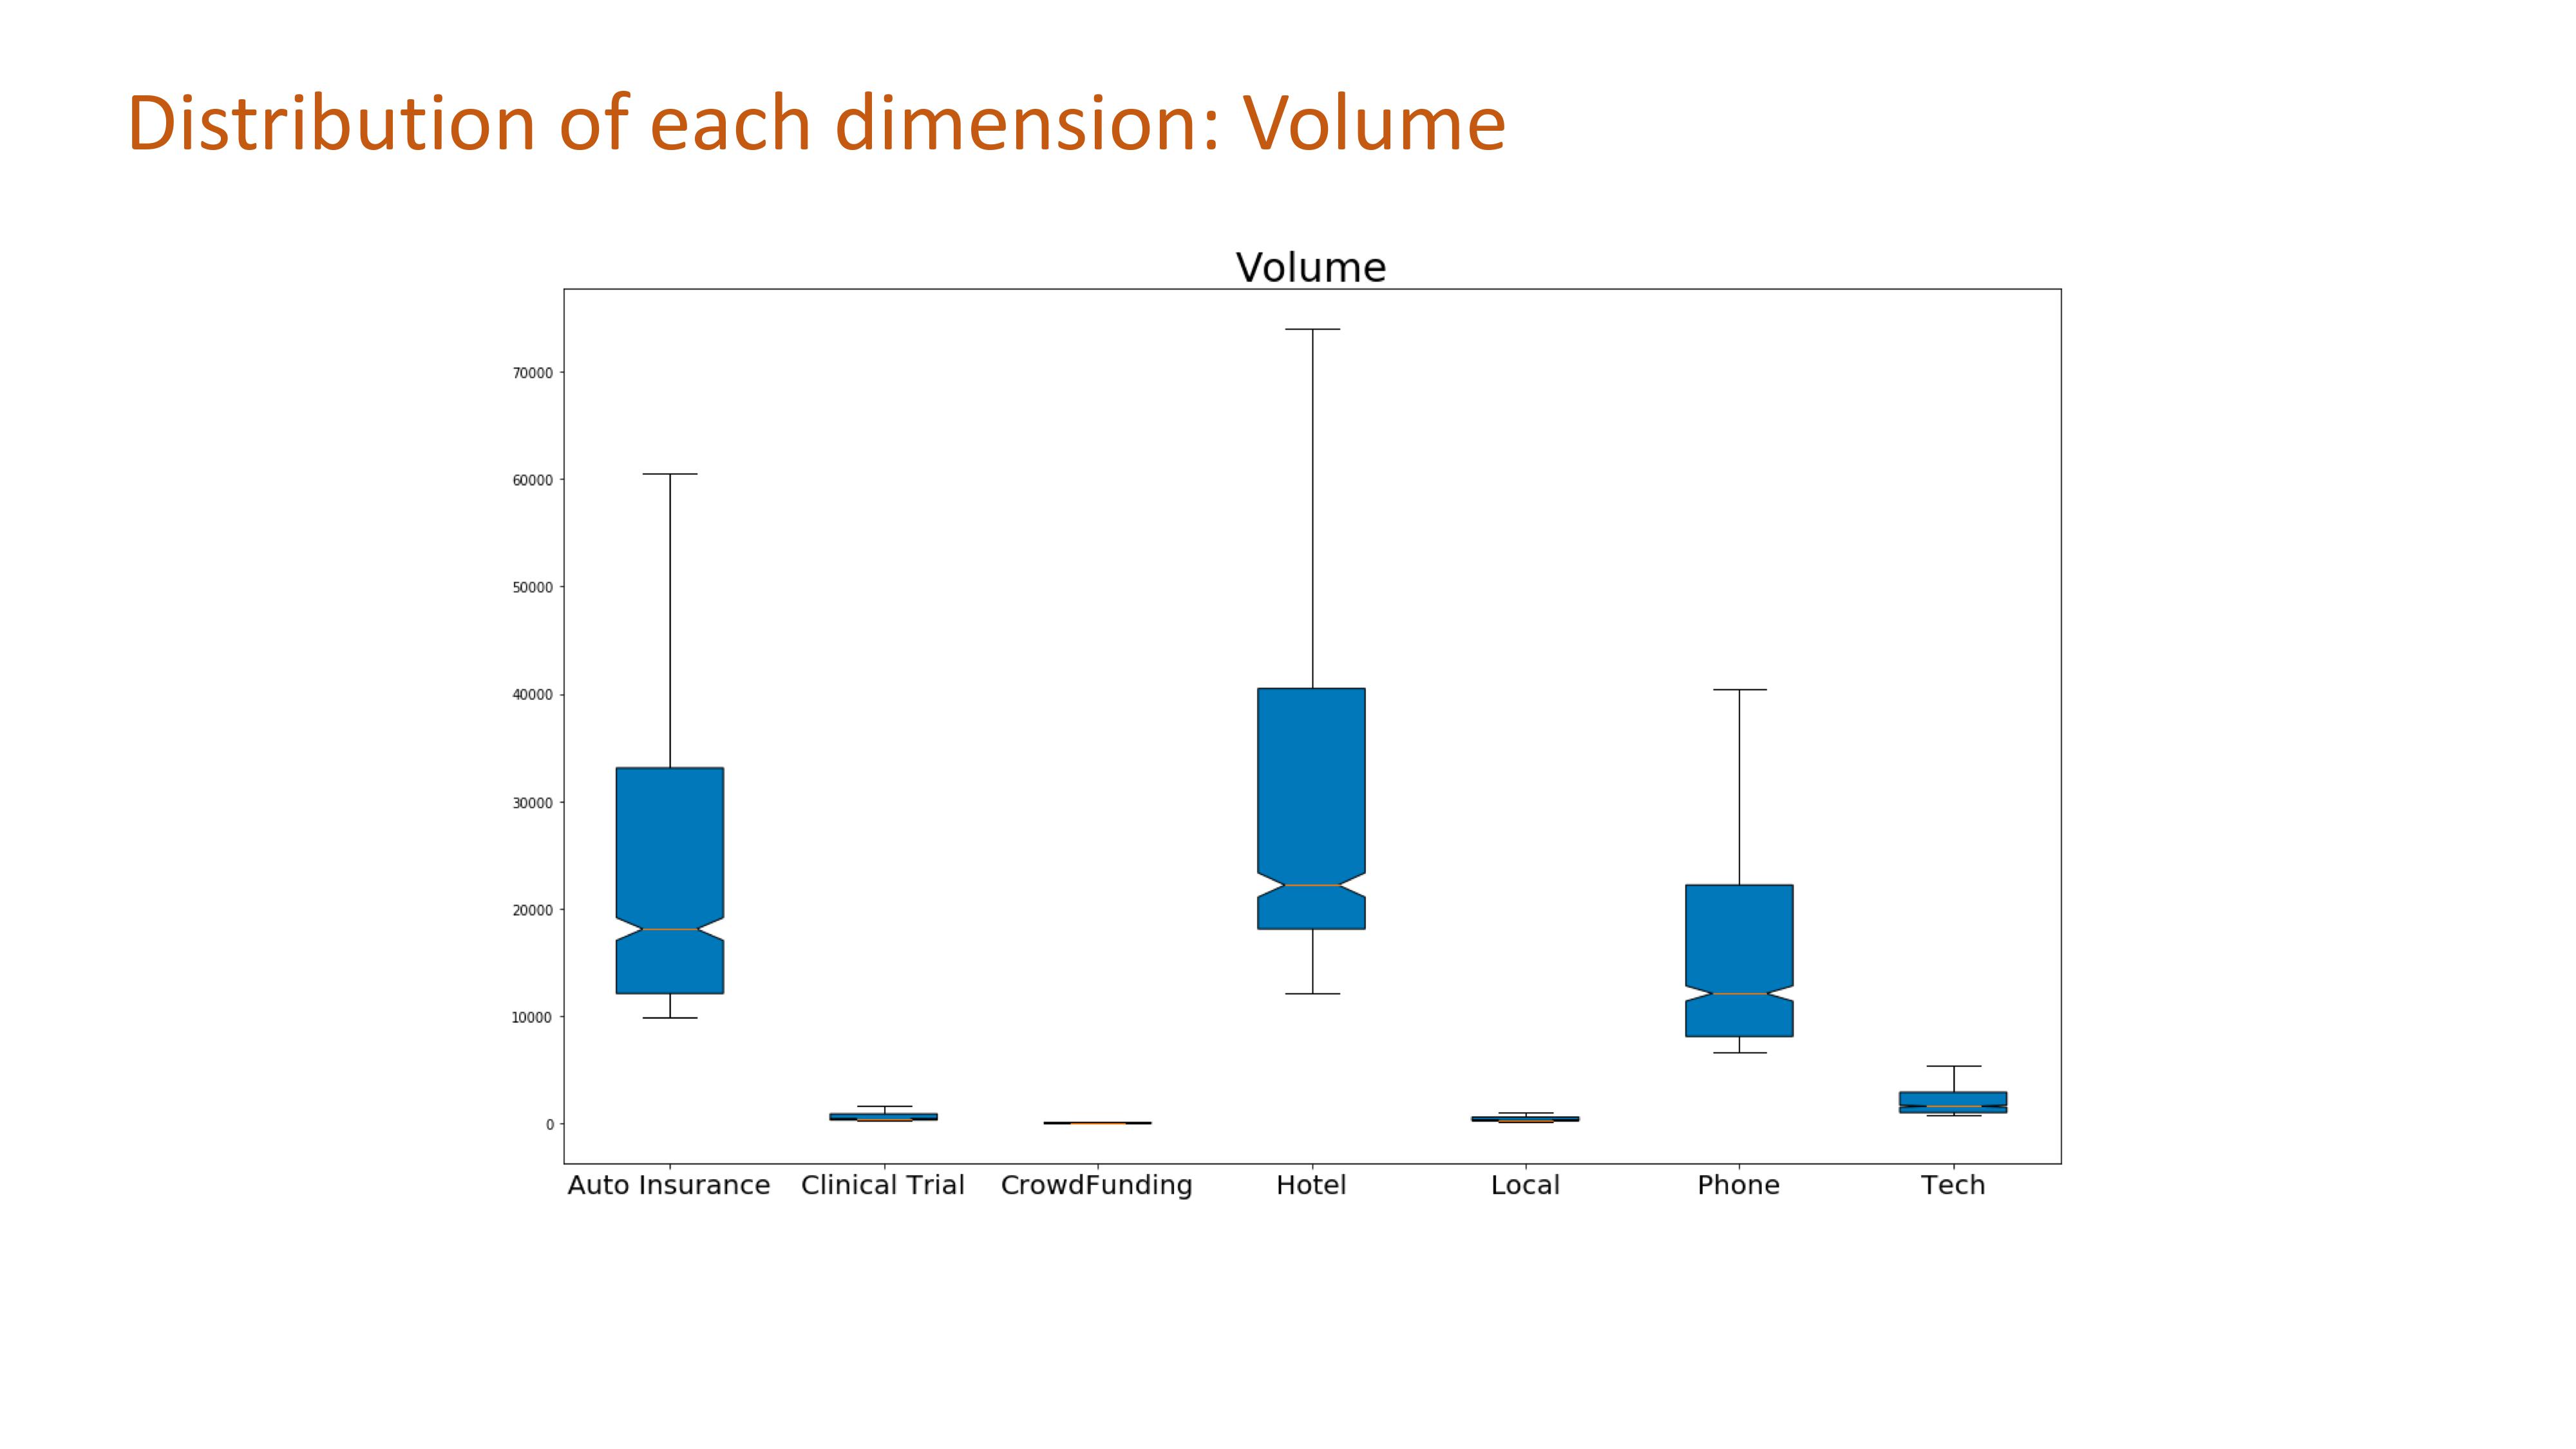 Distribution of each dimension: Volume
Volume
70000
60000
50000
40000
30000
20000
10000
0
Auto Insurance Clinical Trial CrowdFunding Hotel Local Phone Tech